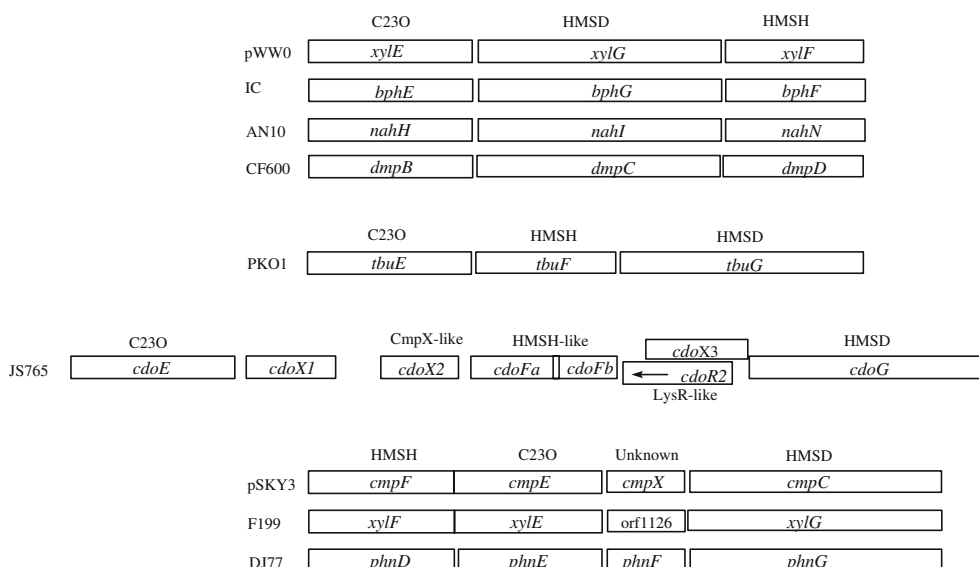 C23O HMSD HMSH
pWW0 xylE xylG xylF
IC bphE bphG bphF
AN10 nahH nahI nahN
CF600 dmpB dmpC dmpD
C23O HMSH HMSD
PKO1 tbuE tbuF tbuG
C23O CmpX-like HMSH-like cdoX3 HMSD
JS765 cdoE cdoX1 cdoX2 cdoFa cdoFb cdoR2 cdoG
LysR-like
HMSH C23O Unknown HMSD
pSKY3 cmpF cmpE cmpX cmpC
F199 xylF xylE orf1126 xylG
DJ77 phnD phnE phnF phnG